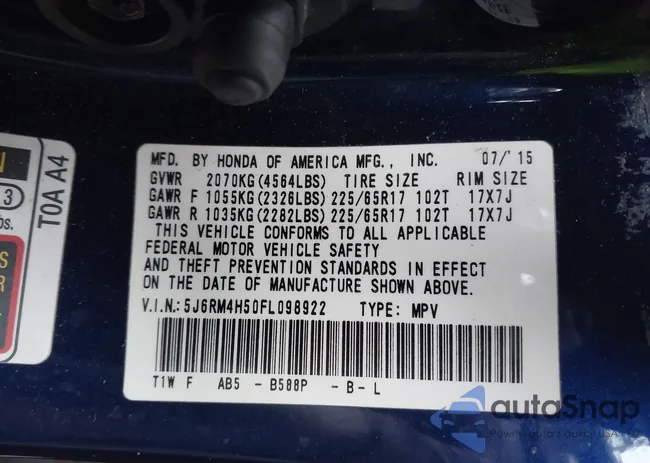 MFD. BY HONDA OF AMERICA MFG., INC. 07/'15
GVWR 2070KG(4564LBS) TIRE SIZE RIM SIZE
GAWR F 1055KG(2326LBS) 225/65R17 102T 17X7J
GAWR R 1035KG(2282LBS) 225/65R17 102T 17X7J
THIS VEHICLE CONFORMS TO ALL APPLICABLE
FEDERAL MOTOR VEHICLE SAFETY
AND THEFT PREVENTION STANDARDS IN EFFECT
ON THE DATE OF MANUFACTURE SHOWN ABOVE.
V.I.N.:5J6RM4H50FL098922 TYPE: MPV
T1W F AB5 -B588P -B-L
T0A A4
N
3
bs.
S
R
autoSnap